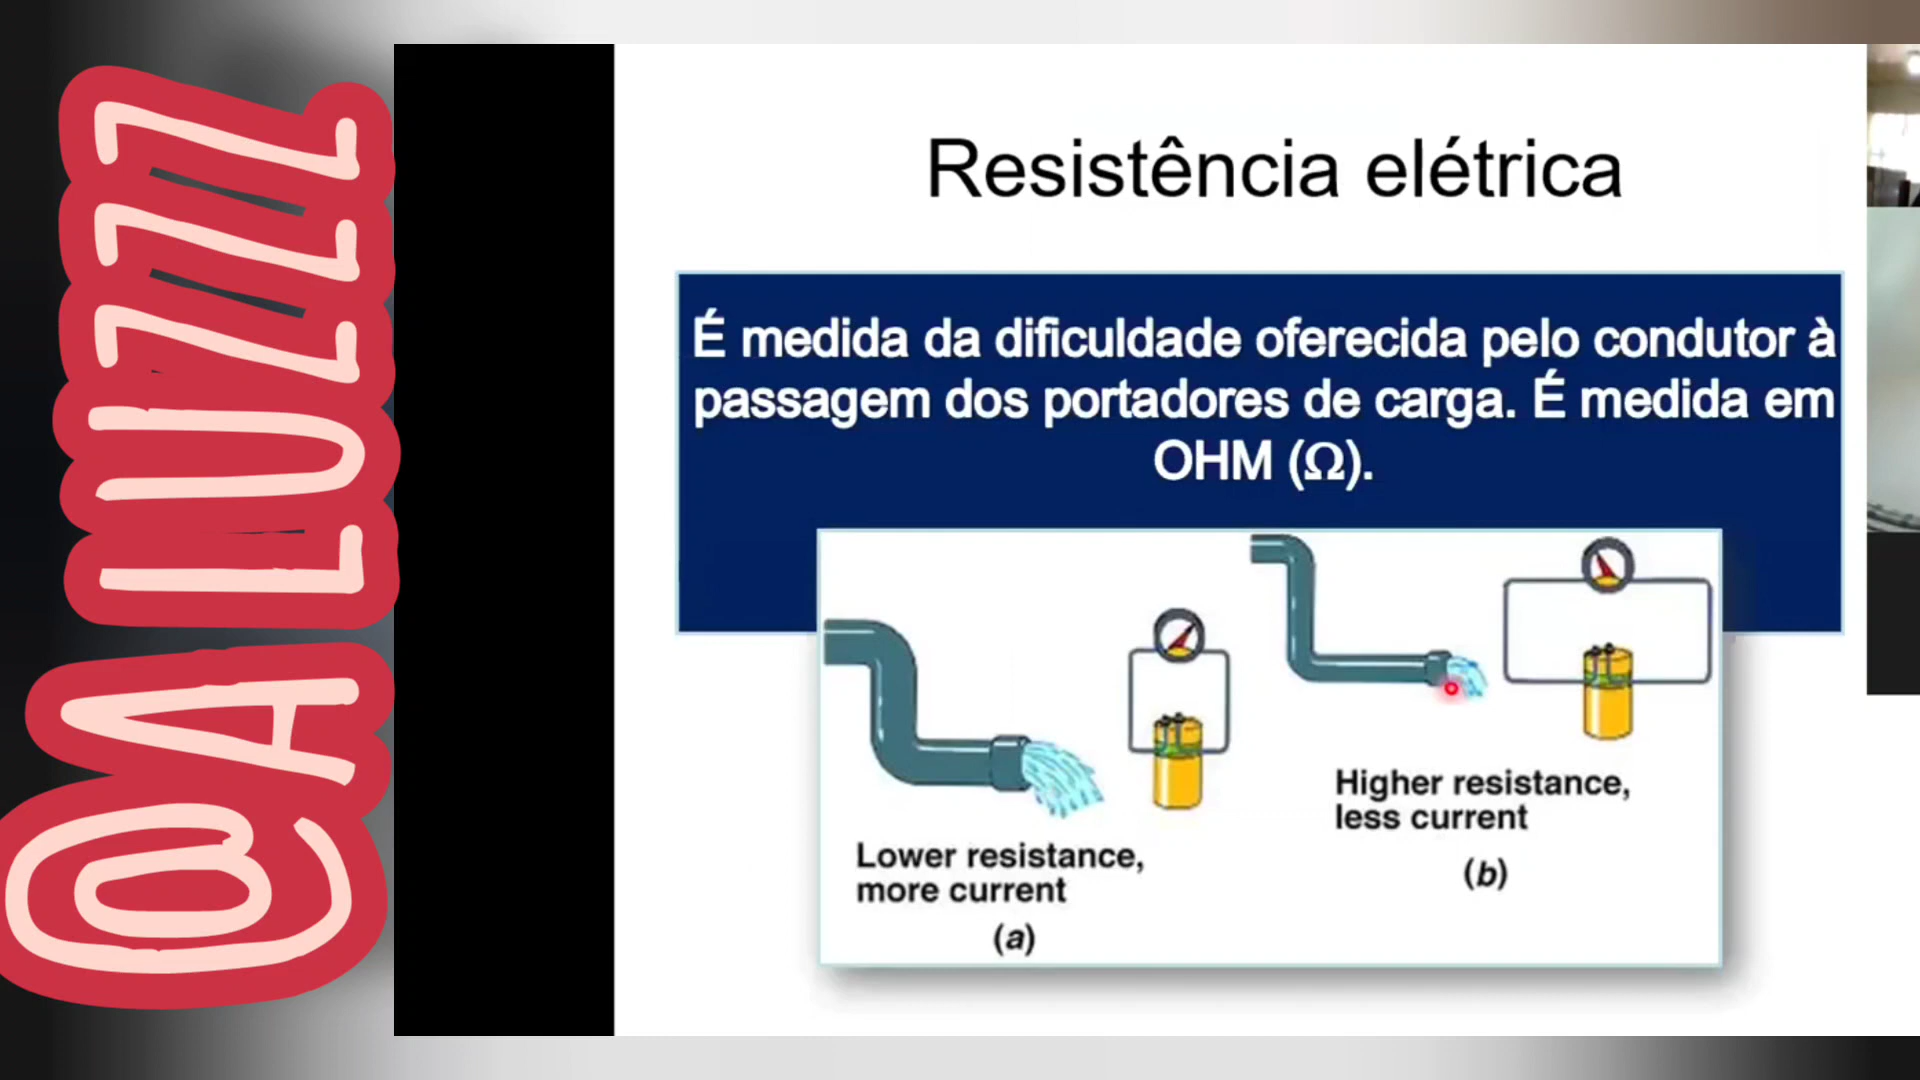 @ALUZZZ
Resistência elétrica
É medida da dificuldade oferecida pelo condutor à
passagem dos portadores de carga. É medida em
OHM (Ω).
Lower resistance,
more current
(a)
Higher resistance,
less current
(b)